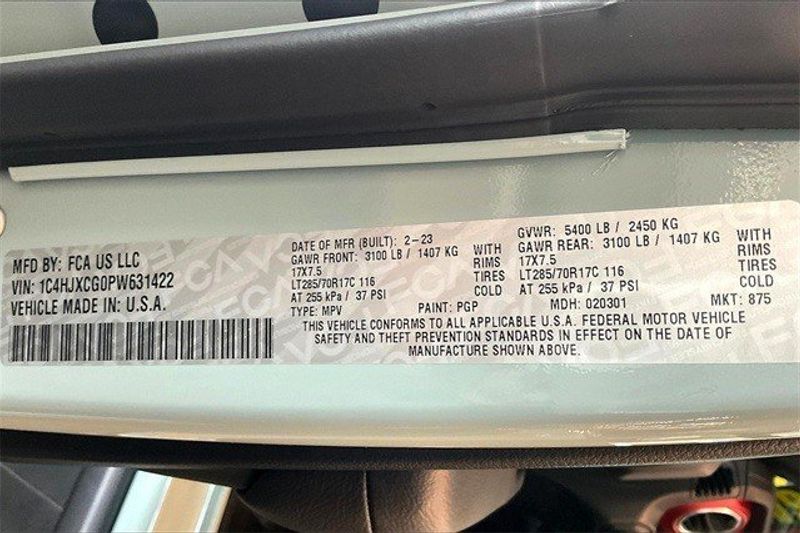 MFD BY: FCA US LLC
VIN: 1C4HJXCG0PW631422
VEHICLE MADE IN: U.S.A.
DATE OF MFR (BUILT): 2-23
GAWR FRONT: 3100 LB / 1407 KG WITH
17X7.5 RIMS
LT285/70R17C 116 TIRES
AT 255 kPa / 37 PSI COLD
GVWR: 5400 LB / 2450 KG
GAWR REAR: 3100 LB / 1407 KG WITH
17X7.5 RIMS
LT285/70R17C 116 TIRES
AT 255 kPa / 37 PSI COLD
TYPE: MPV PAINT: PGP MDH: 020301 MKT: 875
THIS VEHICLE CONFORMS TO ALL APPLICABLE U.S.A. FEDERAL MOTOR VEHICLE
SAFETY AND THEFT PREVENTION STANDARDS IN EFFECT ON THE DATE OF
MANUFACTURE SHOWN ABOVE.